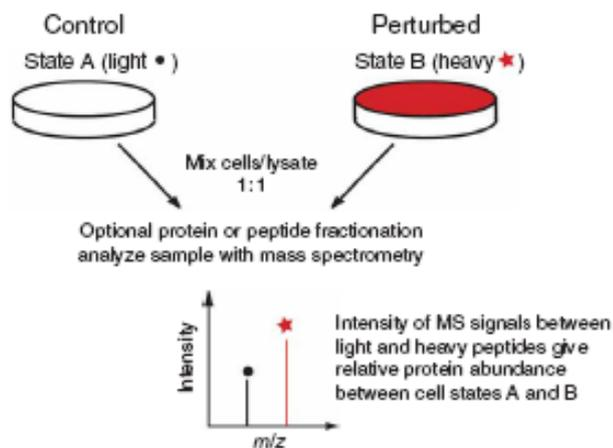 Control
Perturbed
State A (light •)
State B (heavy ★)
Mix cells/lysate
1:1
Optional protein or peptide fractionation
analyze sample with mass spectrometry
Intensity
m/z
Intensity of MS signals between
light and heavy peptides give
relative protein abundance
between cell states A and B